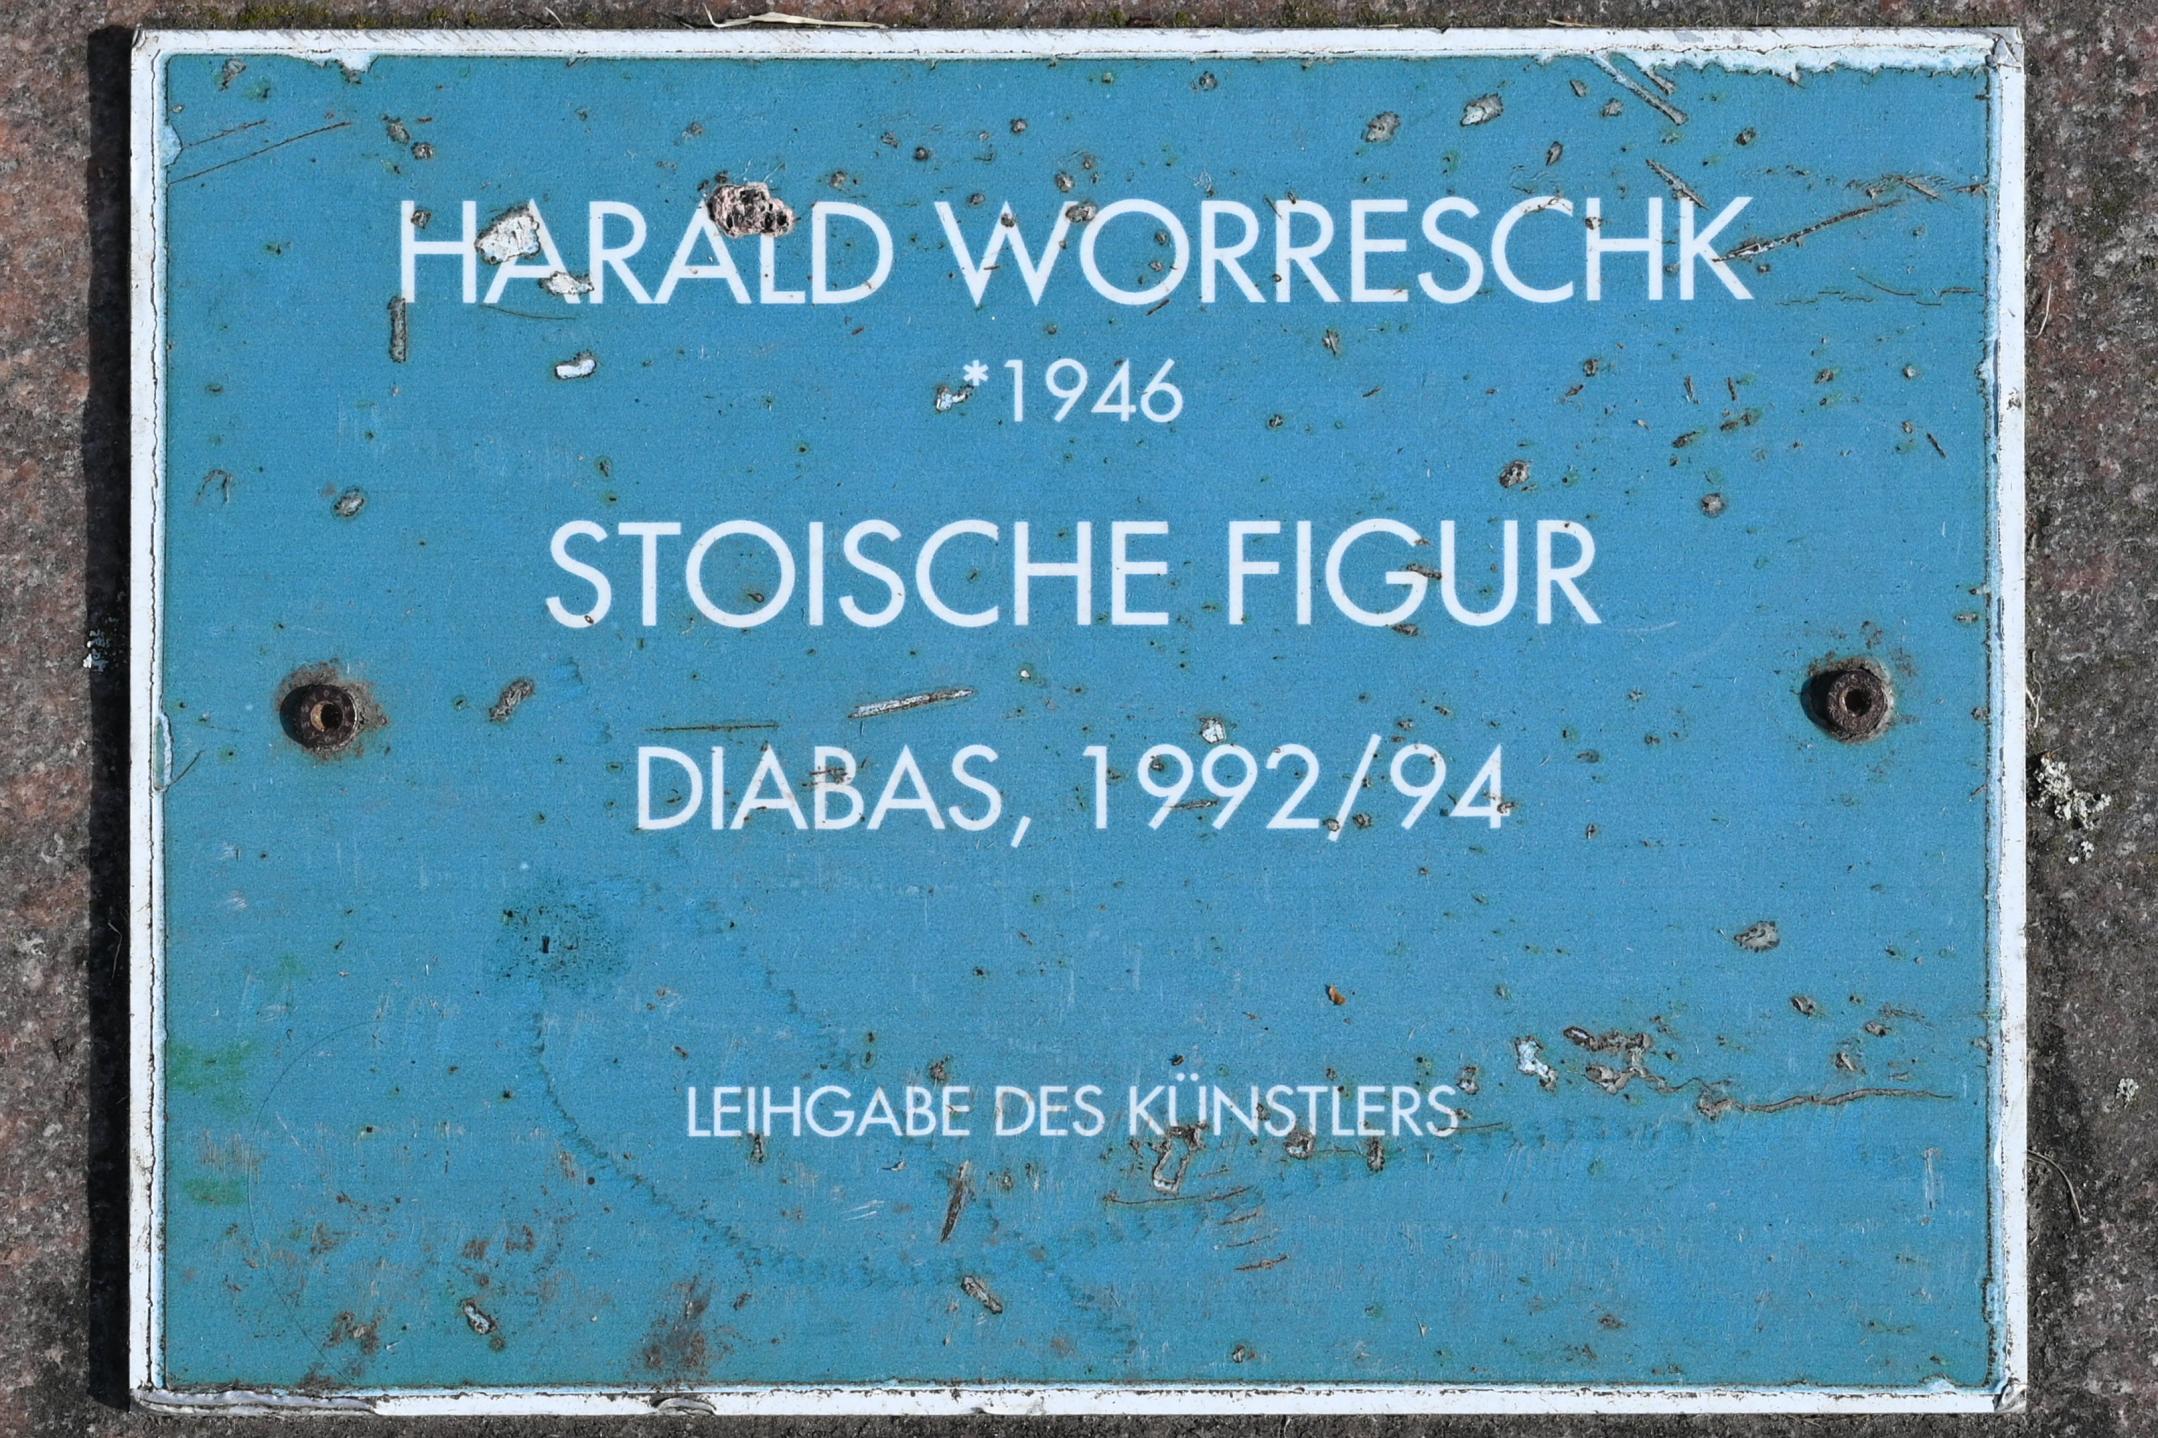 HARALD WORRESCHK
*1946
STOISCHE FIGUR
DIABAS, 1992/94
LEIHGABE DES KÜNSTLERS